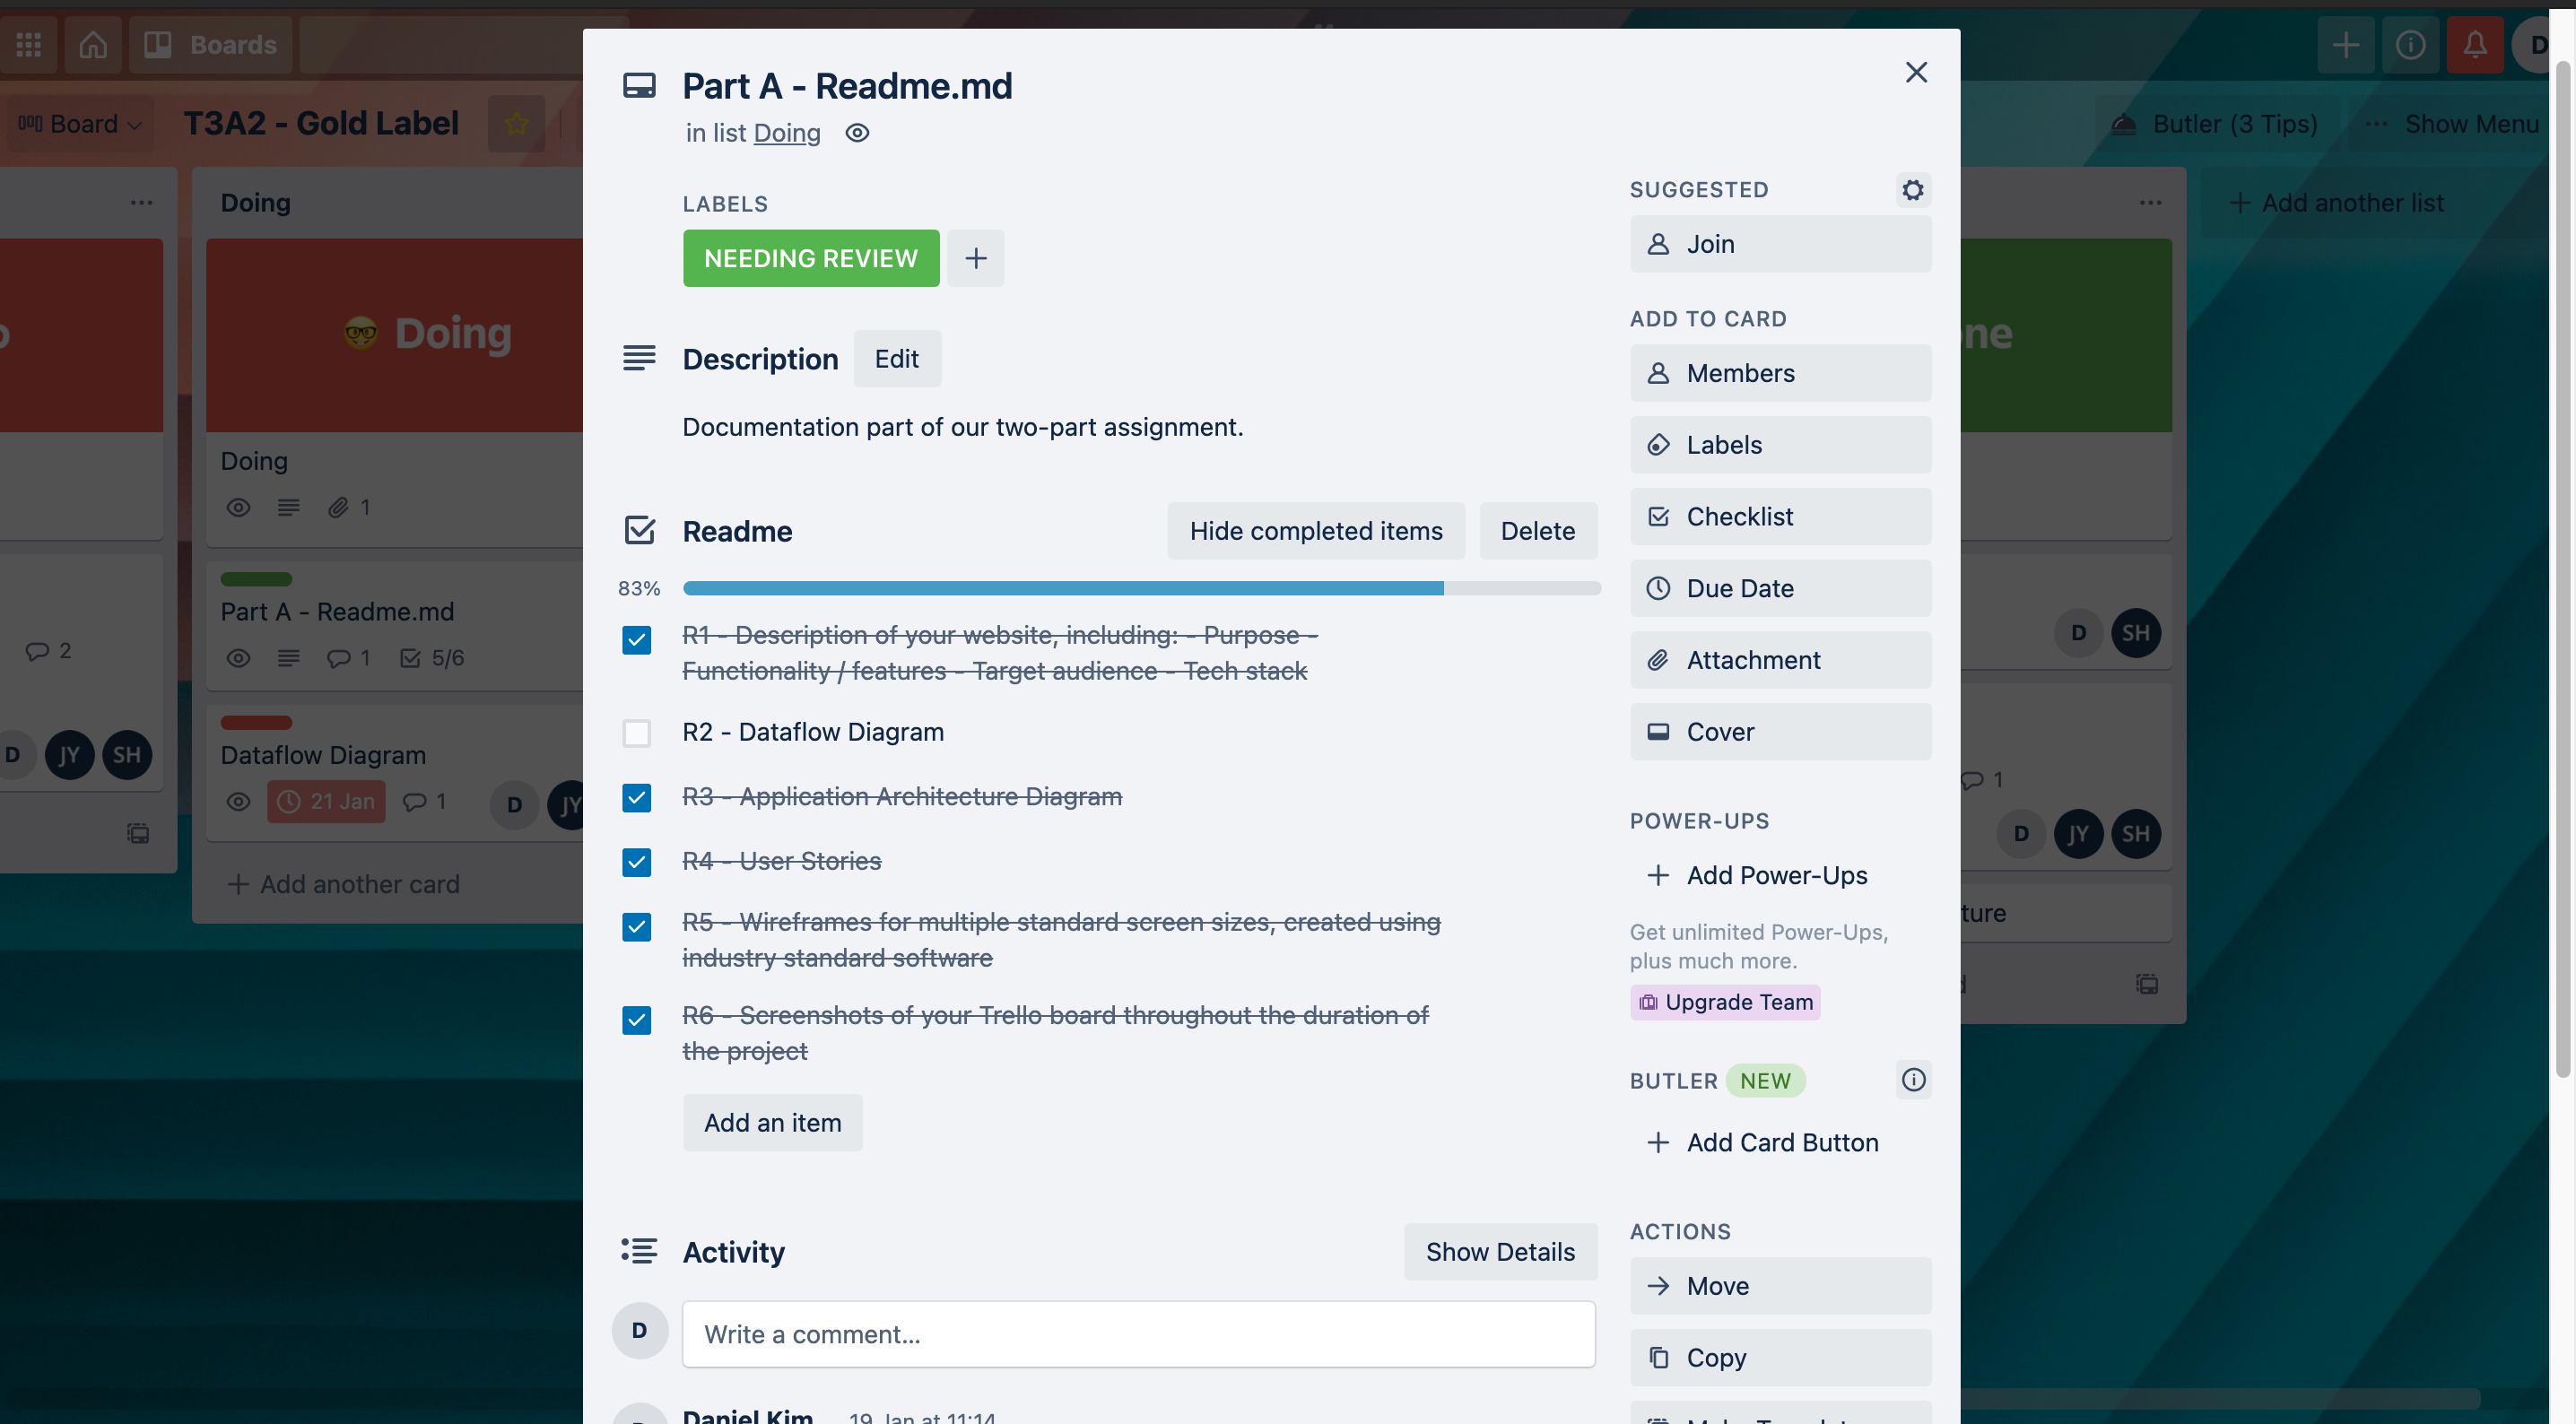 Boards
D
Board
T3A2 - Gold Label
Butler (3 Tips)
Show Menu
2
D JY SH
Doing
Doing
Doing
1
Part A - Readme.md
1
5/6
Dataflow Diagram
21 Jan
1
D JY
Add another card
Part A - Readme.md
in list Doing
LABELS
NEEDING REVIEW
Description
Edit
Documentation part of our two-part assignment.
Readme
Hide completed items
Delete
83%
R1 - Description of your website, including: - Purpose -
Functionality / features - Target audience - Tech stack
R2 - Dataflow Diagram
R3 - Application Architecture Diagram
R4 - User Stories
R5 - Wireframes for multiple standard screen sizes, created using
industry standard software
R6 - Screenshots of your Trello board throughout the duration of
the project
Add an item
Activity
Show Details
D
Write a comment...
Daniel Kim 19 Jan at 11:14
SUGGESTED
Join
ADD TO CARD
Members
Labels
Checklist
Due Date
Attachment
Cover
POWER-UPS
Add Power-Ups
Get unlimited Power-Ups,
plus much more.
Upgrade Team
BUTLER NEW
Add Card Button
ACTIONS
Move
Copy
D SH
1
D JY SH
ture
Add another list